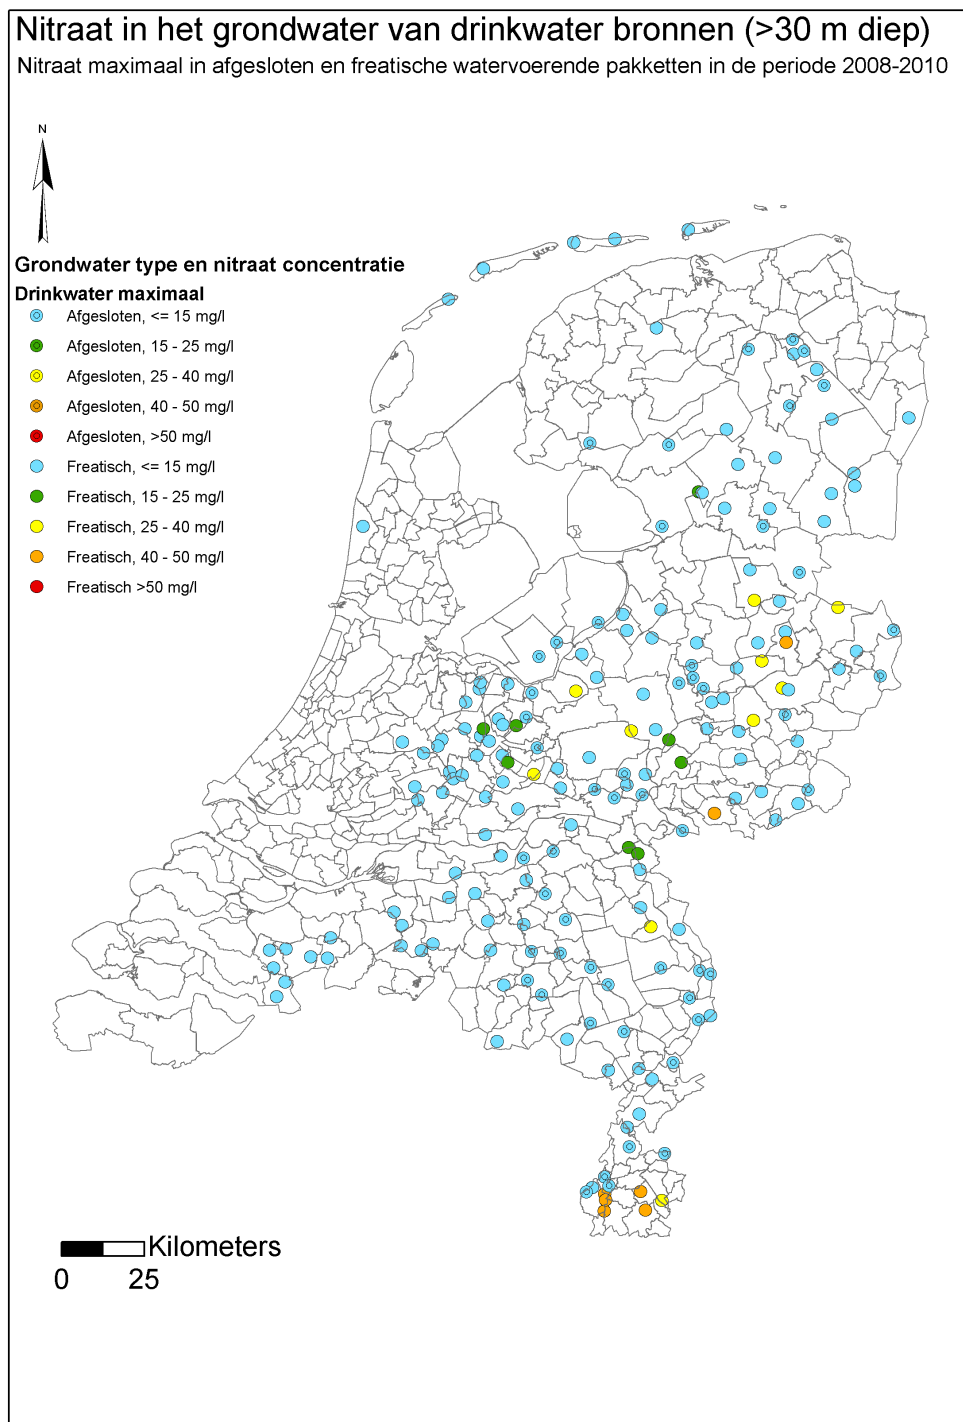 Nitraat in het grondwater van drinkwater bronnen (>30 m diep)
Nitraat maximaal in afgesloten en freatische watervoerende pakketten in de periode 2008-2010
N
Grondwater type en nitraat concentratie
Drinkwater maximaal
Afgesloten, <= 15 mg/l
Afgesloten, 15 - 25 mg/l
Afgesloten, 25 - 40 mg/l
Afgesloten, 40 - 50 mg/l
Afgesloten, >50 mg/l
Freatisch, <= 15 mg/l
Freatisch, 15 - 25 mg/l
Freatisch, 25 - 40 mg/l
Freatisch, 40 - 50 mg/l
Freatisch >50 mg/l
Kilometers
0 25